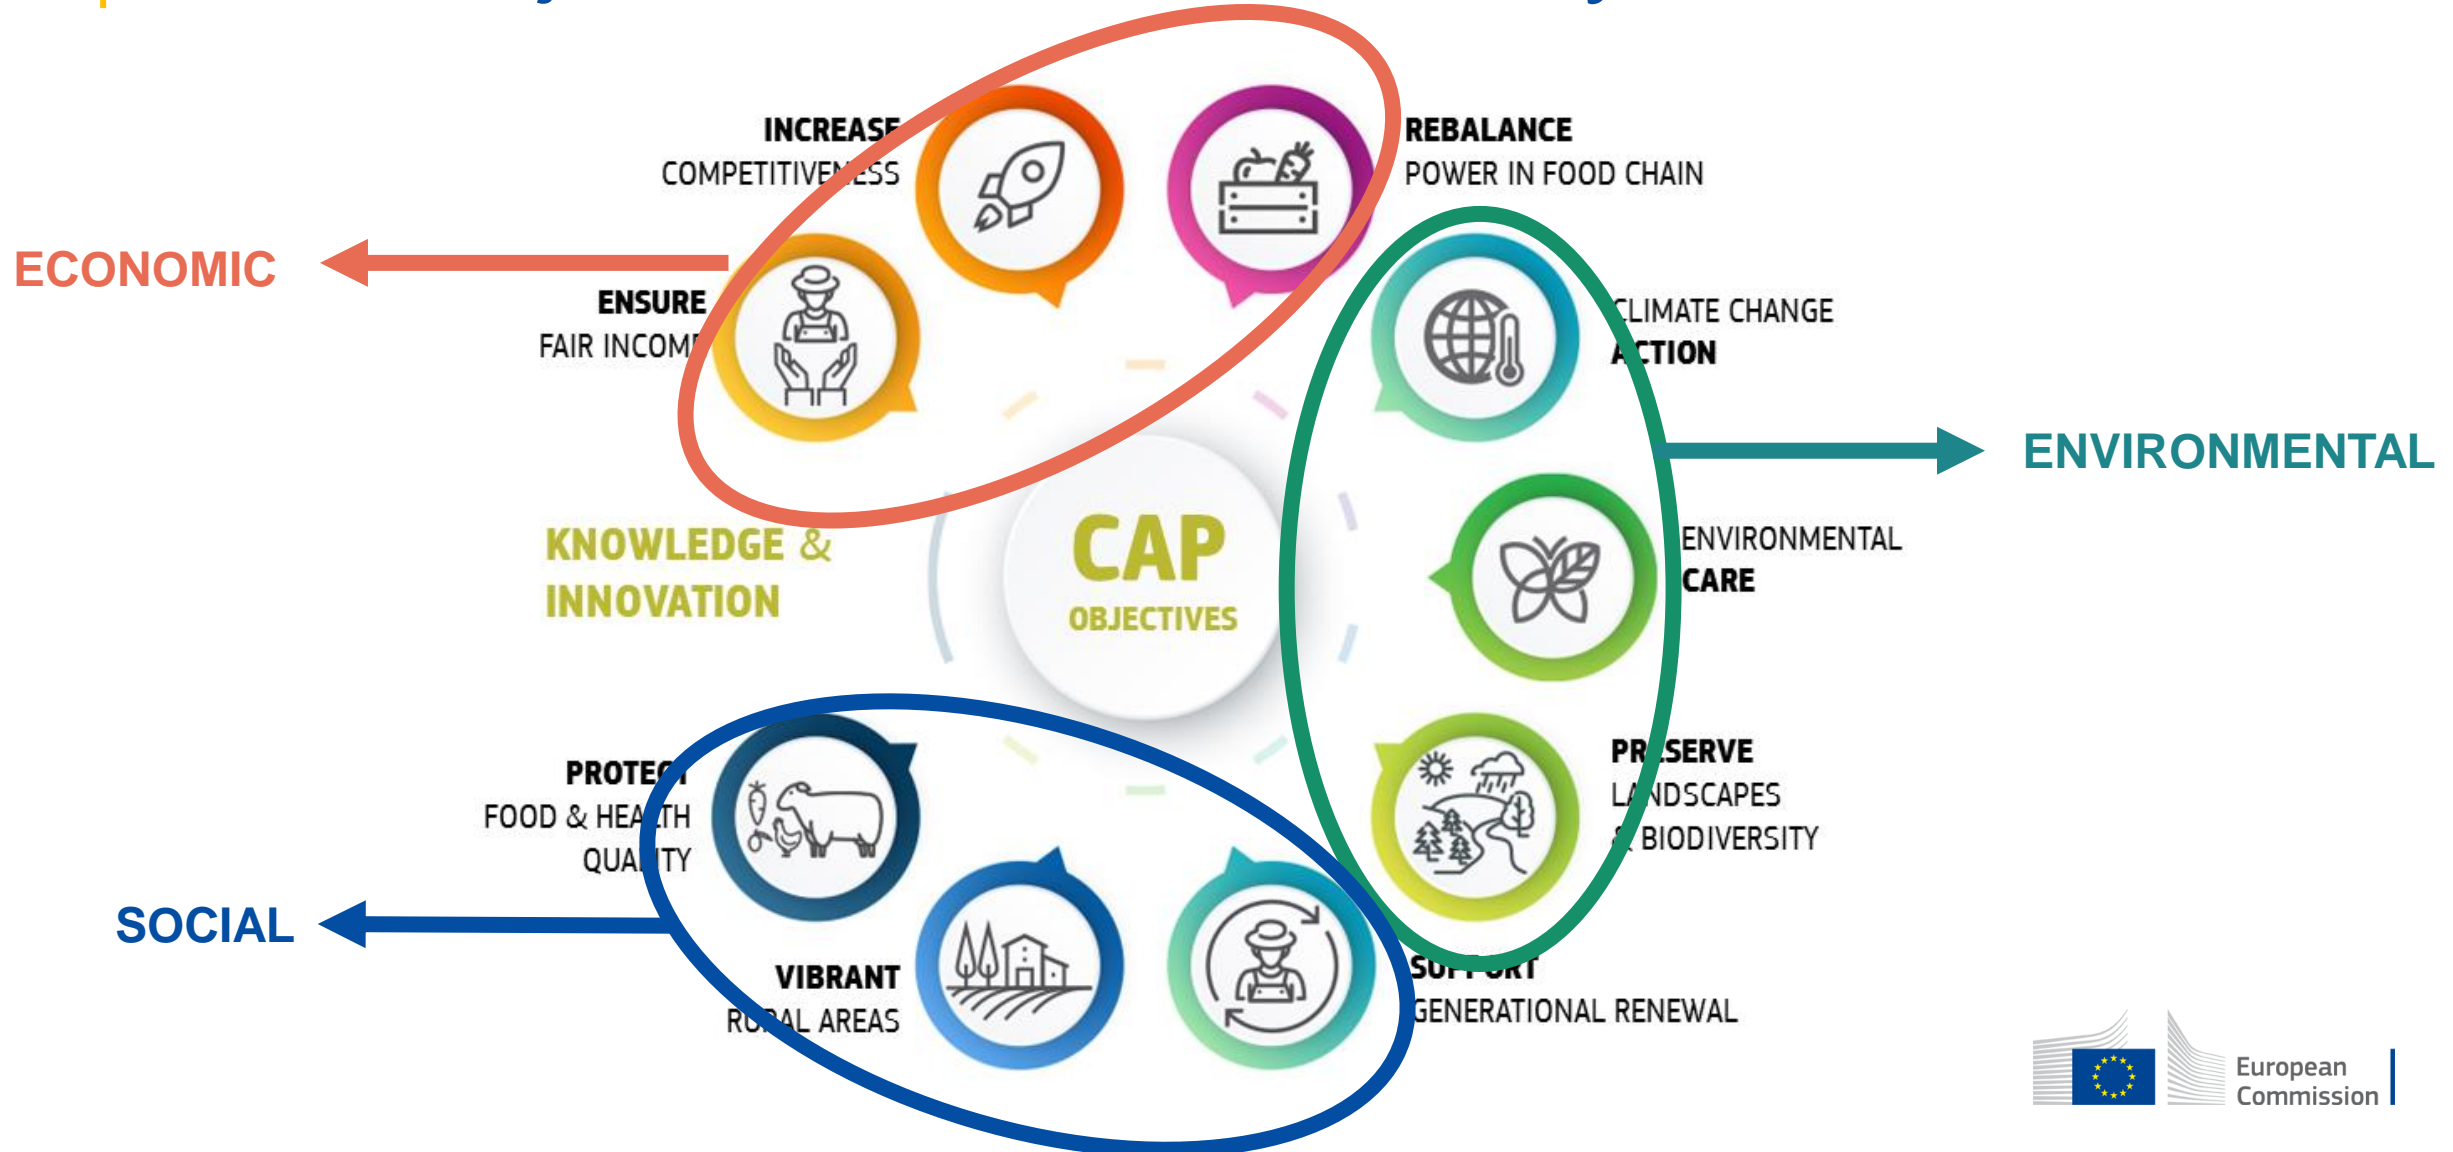 INCREASE
COMPETITIVENESS
REBALANCE
POWER IN FOOD CHAIN
ECONOMIC
ENSURE
FAIR INCOME
CLIMATE CHANGE
ACTION
ENVIRONMENTAL
KNOWLEDGE &
INNOVATION
CAP
OBJECTIVES
ENVIRONMENTAL
CARE
PROTECT
FOOD & HEALTH
QUALITY
PRESERVE
LANDSCAPES
& BIODIVERSITY
SOCIAL
VIBRANT
RURAL AREAS
SUPPORT
GENERATIONAL RENEWAL
European
Commission